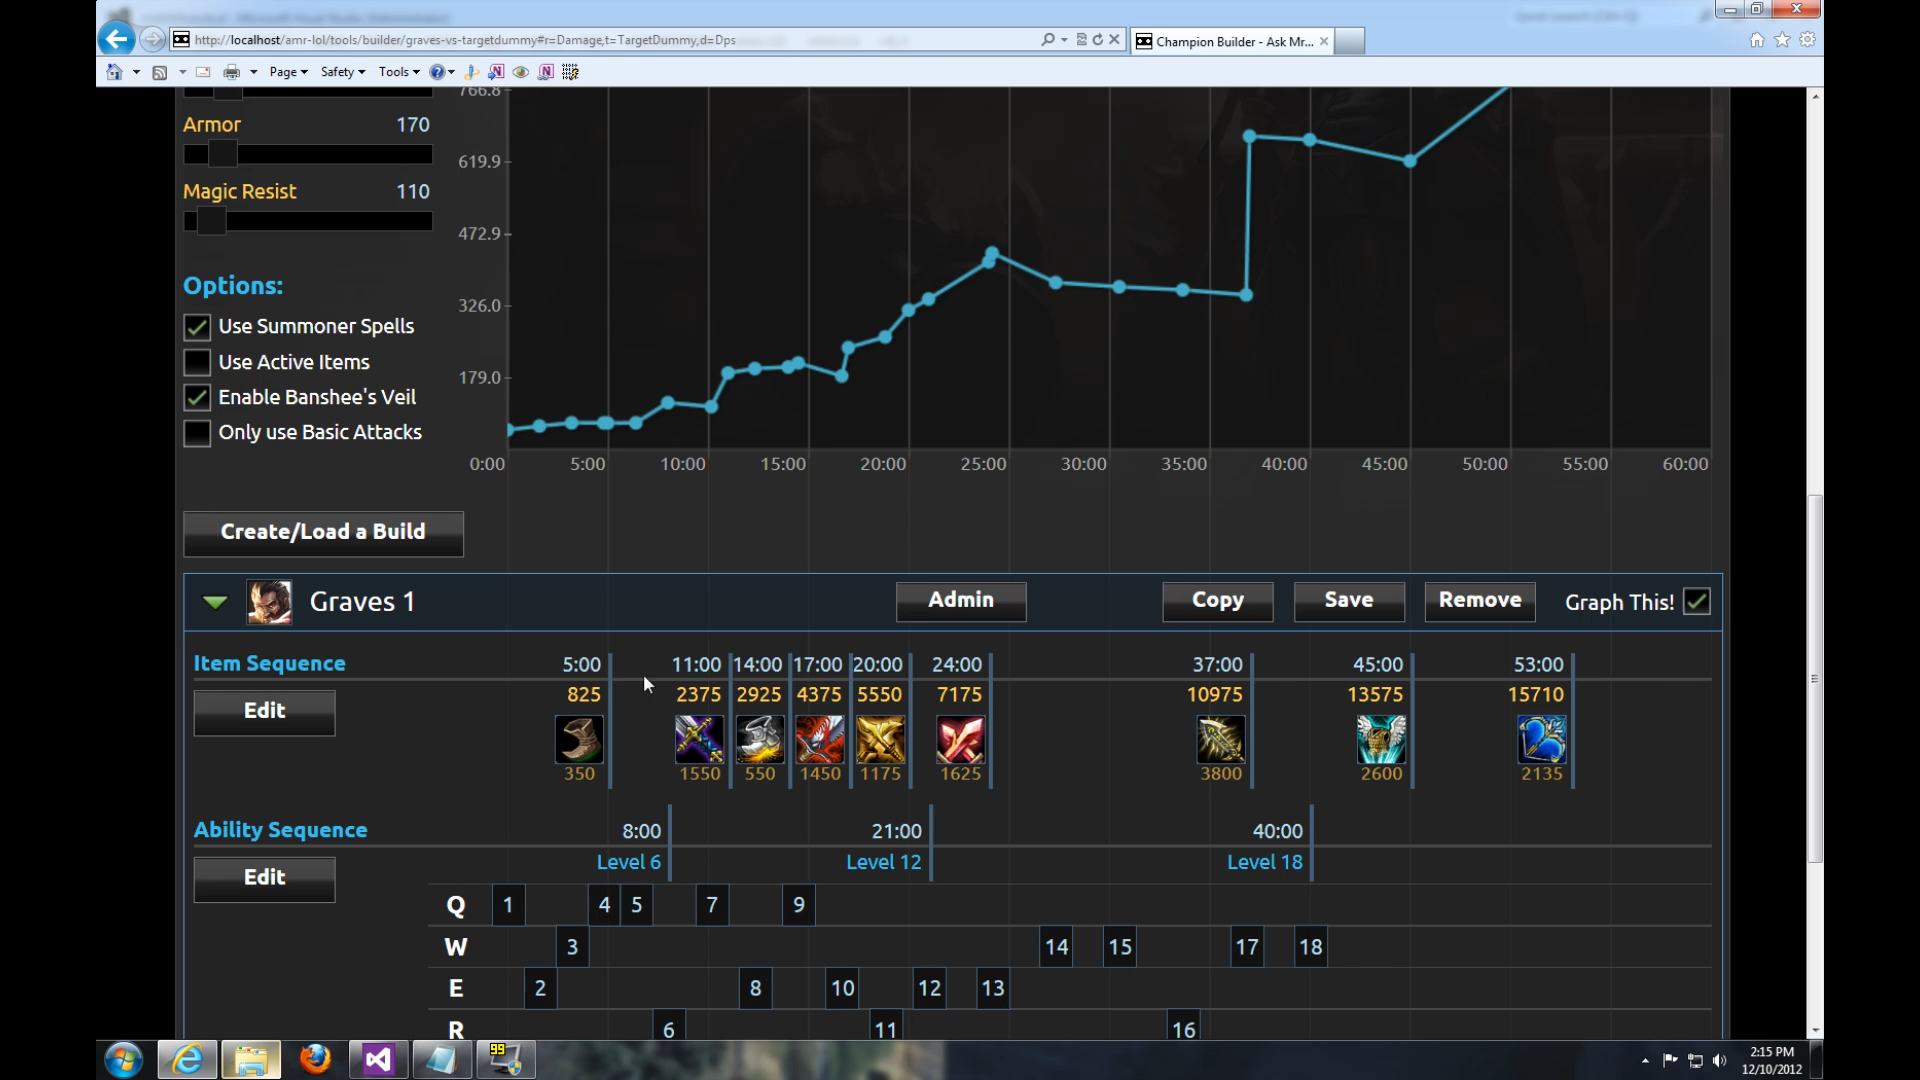 http://localhost/amr-lol/tools/builder/graves-vs-targetdummy#r=Damage,t=TargetDummy,d=Dps
Champion Builder - Ask Mr...
Page
Safety
Tools
766.8
Armor 170
619.9
Magic Resist 110
472.9
Options:
326.0
Use Summoner Spells
Use Active Items
179.0
Enable Banshee's Veil
Only use Basic Attacks
0:00 5:00 10:00 15:00 20:00 25:00 30:00 35:00 40:00 45:00 50:00 55:00 60:00
Create/Load a Build
Graves 1 Admin Copy Save Remove Graph This!
Item Sequence 5:00 11:00 14:00 17:00 20:00 24:00 37:00 45:00 53:00
825 2375 2925 4375 5550 7175 10975 13575 15710
Edit
350 1550 550 1450 1175 1625 3800 2600 2135
Ability Sequence 8:00 21:00 40:00
Level 6 Level 12 Level 18
Edit
Q 1 4 5 7 9
W 3 14 15 17 18
E 2 8 10 12 13
R 6 11 16
99
2:15 PM
12/10/2012